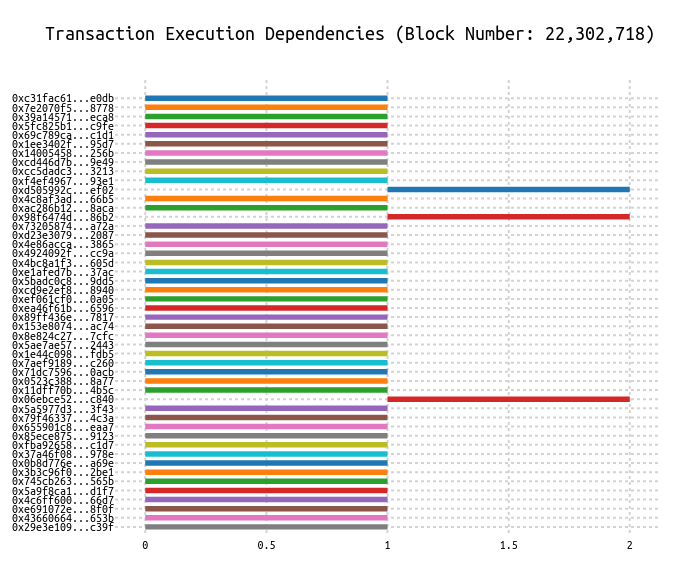 Transaction Execution Dependencies (Block Number: 22,302,718)
0xc31fac61...e0db
0x7e2070f5...8778
0x39a14571...eca8
0x5fc825b1...c9fe
0x69c789ca...c1d1
0x1ee3402f...95d7
0x14005458...256b
0xcd446d7b...9e49
0xcc5dadc3...3213
0xf4ef4967...93e1
0xd505992c...ef02
0x4c8af3ad...66b5
0xac286b12...8aca
0x98f6474d...86b2
0x73205874...a72a
0xd23e3079...2087
0x4e86acca...3865
0x4924092f...cc9a
0x4bc8a1f3...605d
0xe1afed7b...37ac
0x5badc0c8...9dd5
0xcd9e2ef8...8940
0xef061cf0...0a05
0xea46f61b...6596
0x89ff436e...7817
0x153e8074...ac74
0x8e824c27...7cfc
0x5ae7ae57...2443
0x1e44c098...fdb5
0x7aef9189...c260
0x71dc7596...0acb
0x0523c388...8a77
0x11dff70b...4b5c
0x06ebce52...c840
0x5a5977d3...3f43
0x79f46337...4c3a
0x655901c8...eaa7
0x85ece875...9123
0xfba92658...c1d7
0x37a46f08...978e
0x0b8d776e...a69e
0x3b3c96f0...2be1
0x745cb263...565b
0x5a9f8ca1...d1f7
0x4c6ff600...66d7
0xe691072e...8f0f
0x43660664...653b
0x29e3e109...c39f
0 0.5 1 1.5 2